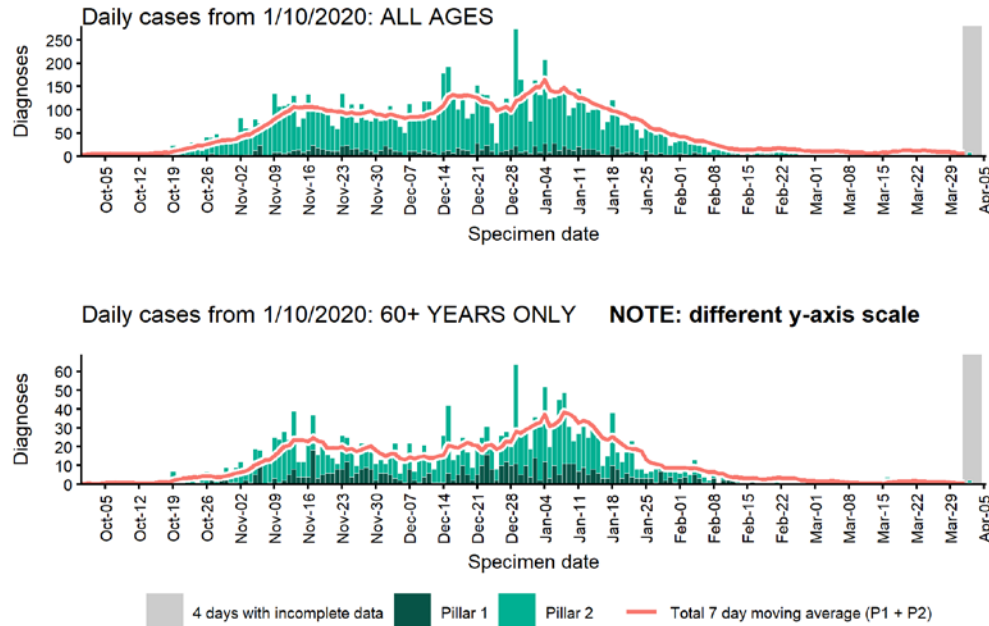 Daily cases from 1/10/2020: ALL AGES
Diagnoses
250
200
150
100
50
0
Oct-05
Oct-12
Oct-19
Oct-26
Nov-02
Nov-09
Nov-16
Nov-23
Nov-30
Dec-07
Dec-14
Dec-21
Dec-28
Jan-04
Jan-11
Jan-18
Jan-25
Feb-01
Feb-08
Feb-15
Feb-22
Mar-01
Mar-08
Mar-15
Mar-22
Mar-29
Apr-05
Specimen date
Daily cases from 1/10/2020: 60+ YEARS ONLY NOTE: different y-axis scale
Diagnoses
60
50
40
30
20
10
0
Oct-05
Oct-12
Oct-19
Oct-26
Nov-02
Nov-09
Nov-16
Nov-23
Nov-30
Dec-07
Dec-14
Dec-21
Dec-28
Jan-04
Jan-11
Jan-18
Jan-25
Feb-01
Feb-08
Feb-15
Feb-22
Mar-01
Mar-08
Mar-15
Mar-22
Mar-29
Apr-05
Specimen date
4 days with incomplete data Pillar 1 Pillar 2 Total 7 day moving average (P1 + P2)